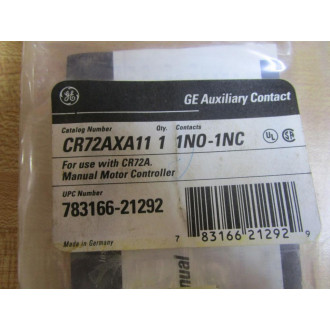 GE Auxiliary Contact
Catalog Number Qty. Contacts
CR72AXA11 1 1NO-1NC
For use with CR72A.
Manual Motor Controller
UPC Number
783166-21292
7 83166 21292 9
Made in Germany